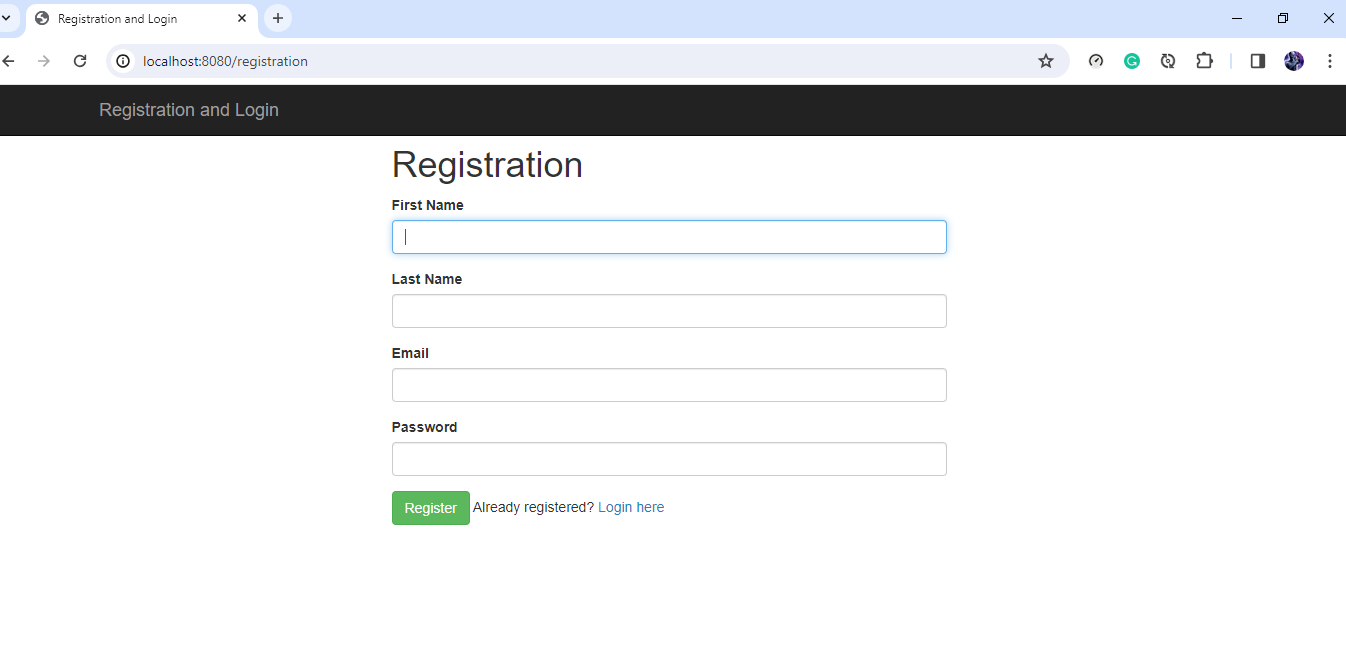 Registration and Login
localhost:8080/registration
Registration and Login
Registration
First Name
Last Name
Email
Password
Register Already registered? Login here